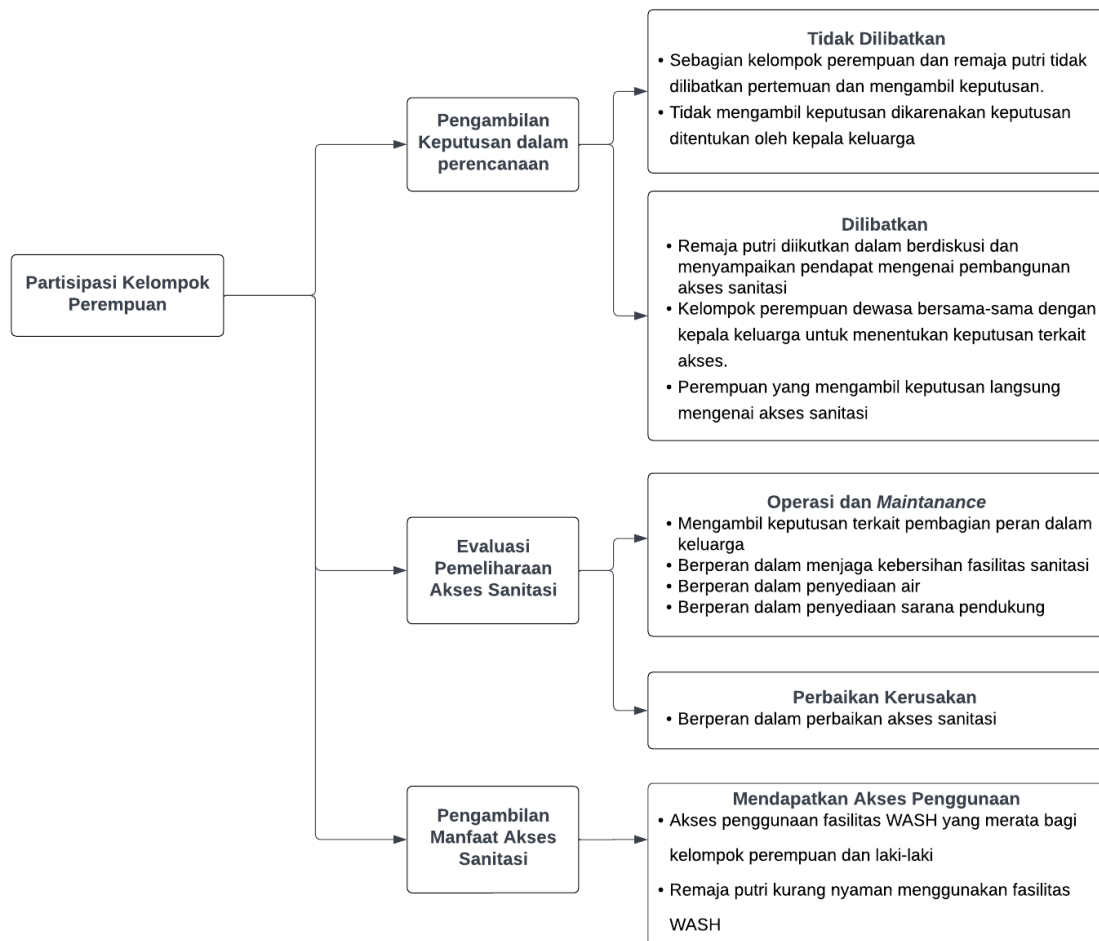 Partisipasi Kelompok
Perempuan
Pengambilan
Keputusan dalam
perencanaan
Tidak Dilibatkan
• Sebagian kelompok perempuan dan remaja putri tidak
dilibatkan pertemuan dan mengambil keputusan.
• Tidak mengambil keputusan dikarenakan keputusan
ditentukan oleh kepala keluarga
Dilibatkan
• Remaja putri diikutkan dalam berdiskusi dan
menyampaikan pendapat mengenai pembangunan
akses sanitasi
• Kelompok perempuan dewasa bersama-sama dengan
kepala keluarga untuk menentukan keputusan terkait
akses.
• Perempuan yang mengambil keputusan langsung
mengenai akses sanitasi
Evaluasi
Pemeliharaan
Akses Sanitasi
Operasi dan Maintanance
• Mengambil keputusan terkait pembagian peran dalam
keluarga
• Berperan dalam menjaga kebersihan fasilitas sanitasi
• Berperan dalam penyediaan air
• Berperan dalam penyediaan sarana pendukung
Perbaikan Kerusakan
• Berperan dalam perbaikan akses sanitasi
Pengambilan
Manfaat Akses
Sanitasi
Mendapatkan Akses Penggunaan
• Akses penggunaan fasilitas WASH yang merata bagi
kelompok perempuan dan laki-laki
• Remaja putri kurang nyaman menggunakan fasilitas
WASH